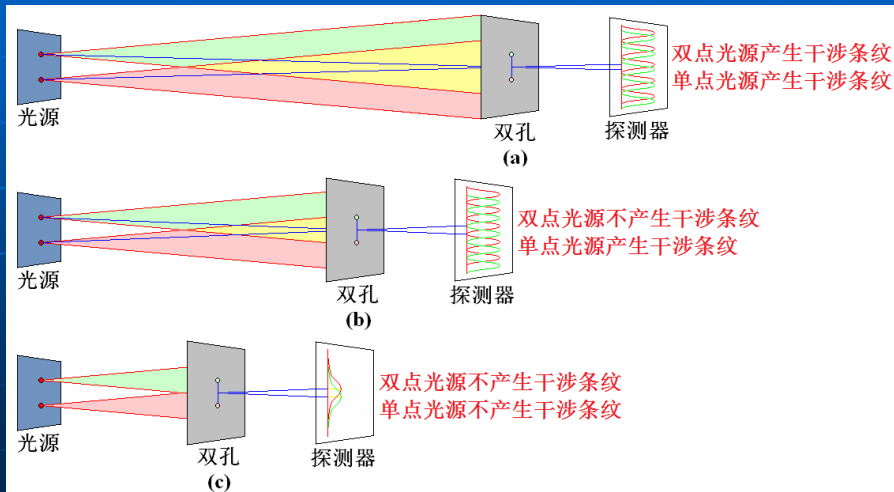 双点光源产生干涉条纹
单点光源产生干涉条纹
光源
双孔
探测器
(a)
双点光源不产生干涉条纹
单点光源产生干涉条纹
光源
双孔
探测器
(b)
双点光源不产生干涉条纹
单点光源不产生干涉条纹
光源
双孔
探测器
(c)